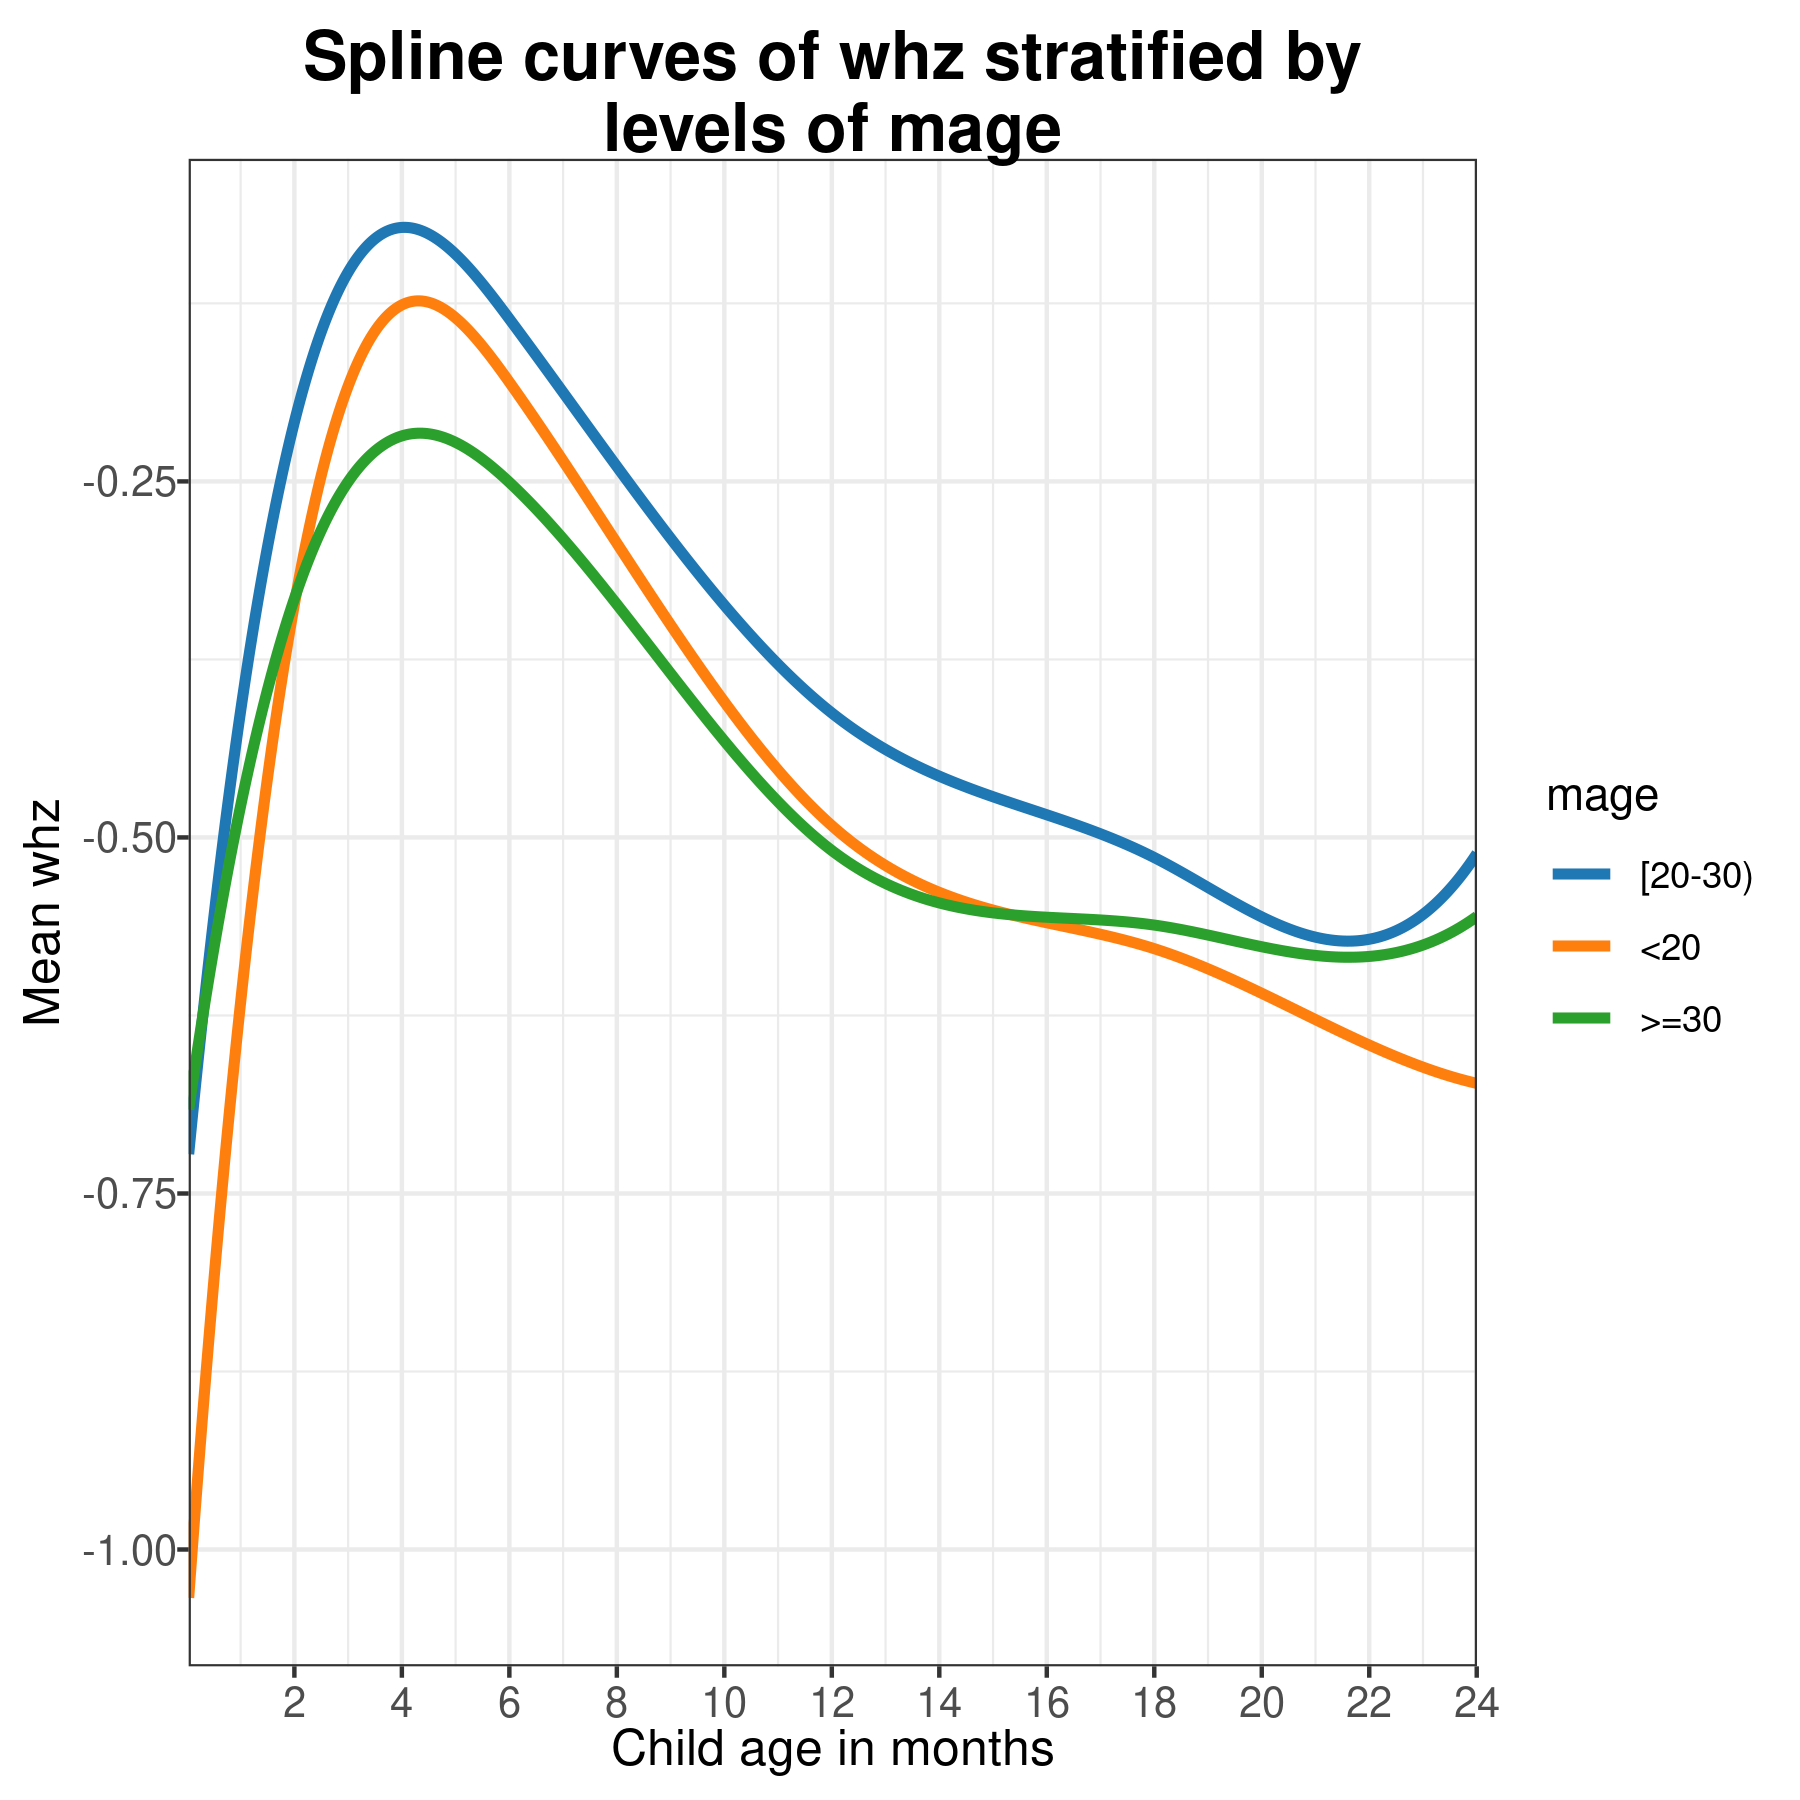 Spline curves of whz stratified by
levels of mage
Mean whz
-0.25
-0.50
-0.75
-1.00
2 4 6 8 10 12 14 16 18 20 22 24
Child age in months
mage
[20-30)
<20
>=30